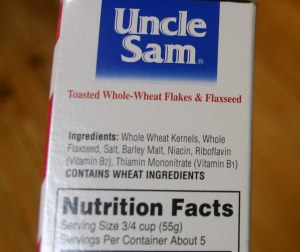 Uncle
Sam®
Toasted Whole-Wheat Flakes & Flaxseed
Ingredients: Whole Wheat Kernels, Whole
Flaxseed, Salt, Barley Malt, Niacin, Riboflavin
(Vitamin B2), Thiamin Mononitrate (Vitamin B1)
CONTAINS WHEAT INGREDIENTS
Nutrition Facts
Serving Size 3/4 cup (55g)
Servings Per Container About 5